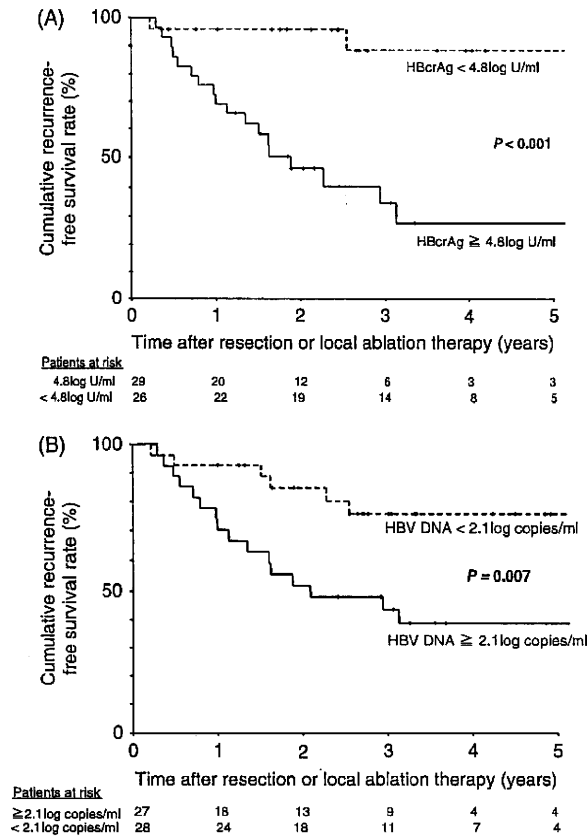 (A)
100
50
0
Cumulative recurrence-
free survival rate (%)
HBcrAg < 4.8log U/ml
P < 0.001
HBcrAg ≧ 4.8log U/ml
0 1 2 3 4 5
Time after resection or local ablation therapy (years)
Patients at risk
4.8log U/ml 29 20 12 6 3 3
< 4.8log U/ml 26 22 19 14 8 5
(B)
100
50
0
Cumulative recurrence-
free survival rate (%)
HBV DNA < 2.1log copies/ml
P = 0.007
HBV DNA ≧ 2.1log copies/ml
0 1 2 3 4 5
Time after resection or local ablation therapy (years)
Patients at risk
≧2.1log copies/ml 27 18 13 9 4 4
< 2.1log copies/ml 28 24 18 11 7 4